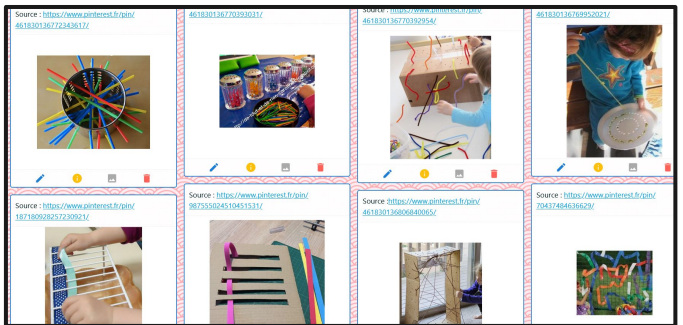 Source : https://www.pinterest.fr/pin/
461830136772343617/
461830136770393031/
Source : https://www.pinterest.fr/pin/
461830136770392954/
461830136769952021/
Source : https://www.pinterest.fr/pin/
187180928257230921/
Source : https://www.pinterest.fr/pin/
987555024510451531/
Source :https://www.pinterest.fr/pin/
461830136806840065/
Source : https://www.pinterest.fr/pin/
70437484636629/